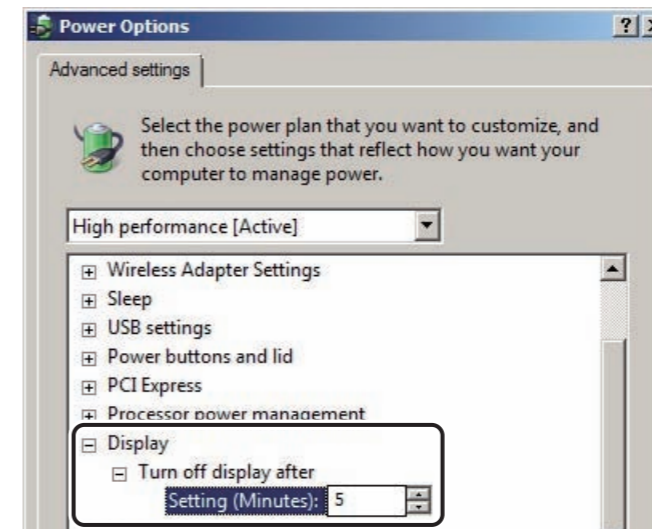 Power Options
Advanced settings
Select the power plan that you want to customize, and
then choose settings that reflect how you want your
computer to manage power.
High performance [Active]
Wireless Adapter Settings
Sleep
USB settings
Power buttons and lid
PCI Express
Processor power management
Display
Turn off display after
Setting (Minutes): 5